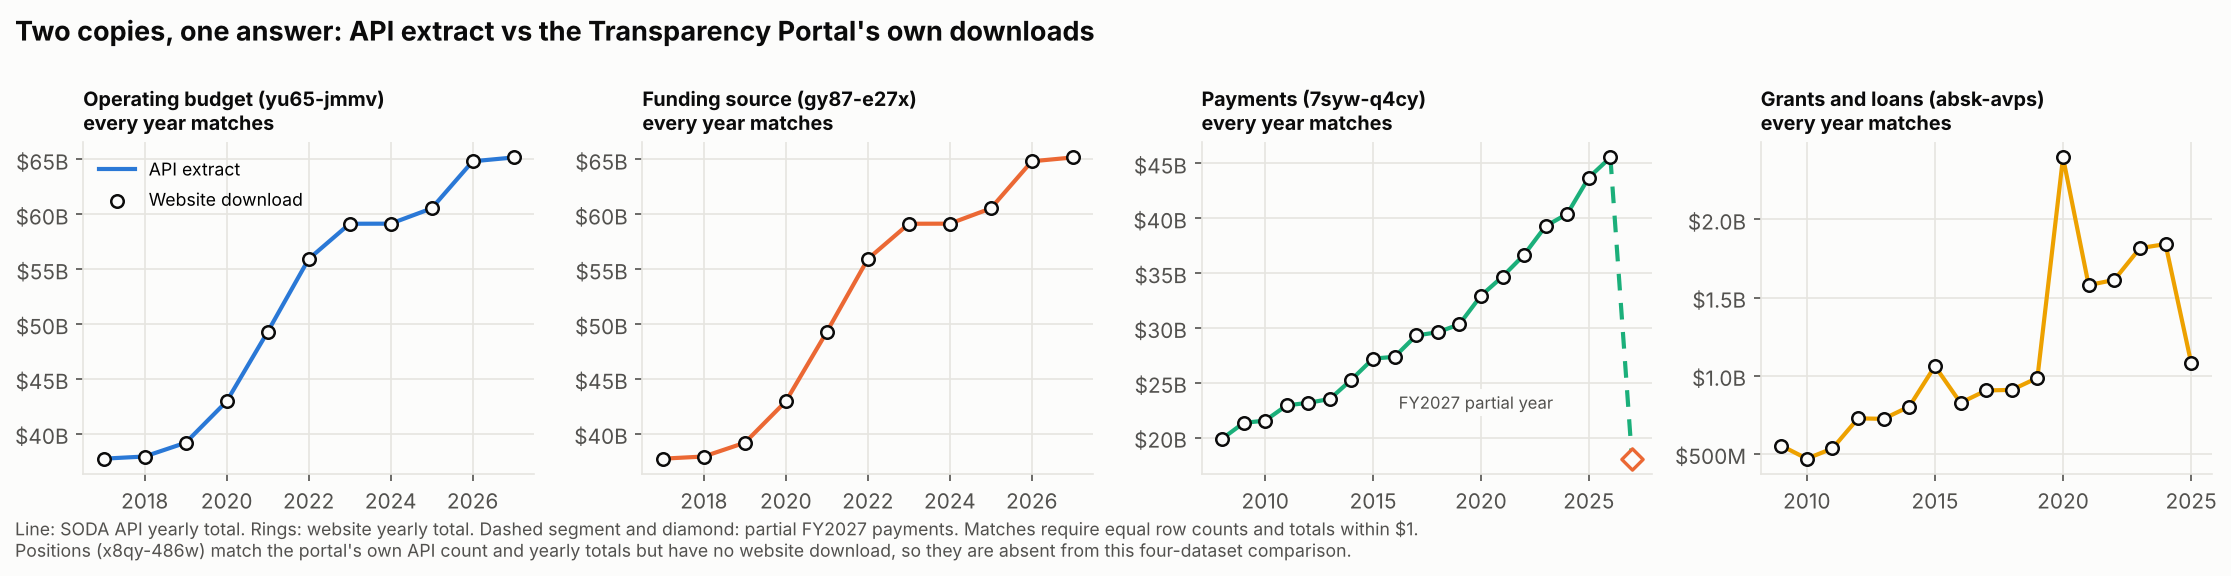 Two copies, one answer: API extract vs the Transparency Portal's own downloads
Operating budget (yu65-jmmv)
every year matches
$65B
$60B
$55B
$50B
$45B
$40B
API extract
Website download
2018 2020 2022 2024 2026
Funding source (gy87-e27x)
every year matches
$65B
$60B
$55B
$50B
$45B
$40B
2018 2020 2022 2024 2026
Payments (7syw-q4cy)
every year matches
$45B
$40B
$35B
$30B
$25B
$20B
FY2027 partial year
2010 2015 2020 2025
Grants and loans (absk-avps)
every year matches
$2.0B
$1.5B
$1.0B
$500M
2010 2015 2020 2025
Line: SODA API yearly total. Rings: website yearly total. Dashed segment and diamond: partial FY2027 payments. Matches require equal row counts and totals within $1.
Positions (x8qy-486w) match the portal's own API count and yearly totals but have no website download, so they are absent from this four-dataset comparison.